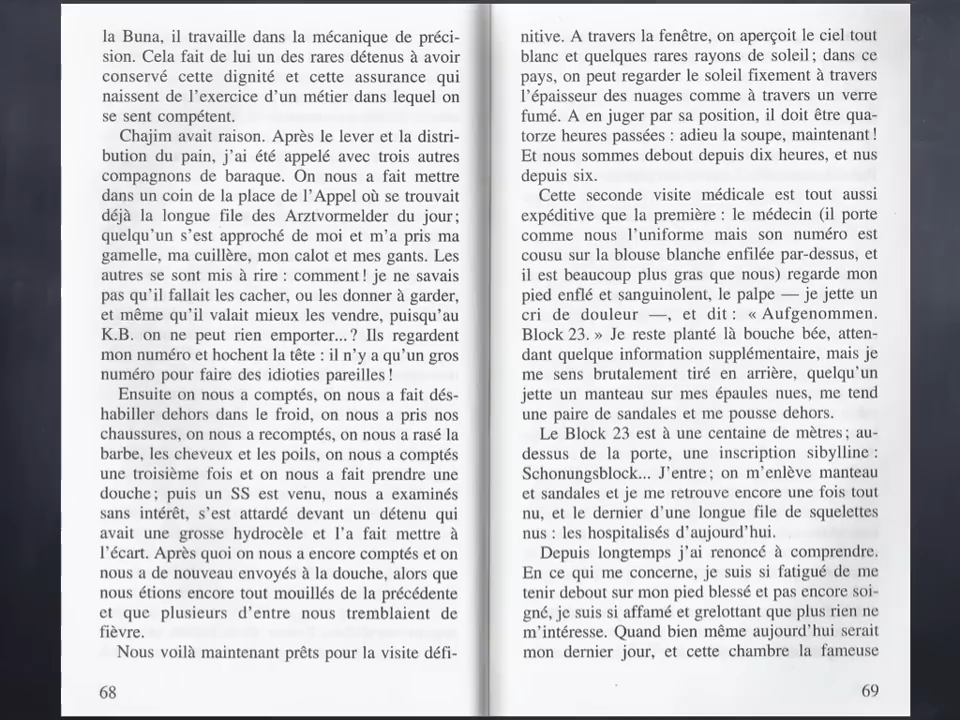 la Buna, il travaille dans la mécanique de préci-
sion. Cela fait de lui un des rares détenus à avoir
conservé cette dignité et cette assurance qui
naissent de l'exercice d'un métier dans lequel on
se sent compétent.
Chajim avait raison. Après le lever et la distri-
bution du pain, j'ai été appelé avec trois autres
compagnons de baraque. On nous a fait mettre
dans un coin de la place de l'Appel où se trouvait
déjà la longue file des Arztvormelder du jour;
quelqu'un s'est approché de moi et m'a pris ma
gamelle, ma cuillère, mon calot et mes gants. Les
autres se sont mis à rire : comment! je ne savais
pas qu'il fallait les cacher, ou les donner à garder,
et même qu'il valait mieux les vendre, puisqu'au
K.B. on ne peut rien emporter...? Ils regardent
mon numéro et hochent la tête : il n'y a qu'un gros
numéro pour faire des idioties pareilles!
Ensuite on nous a comptés, on nous a fait dés-
habiller dehors dans le froid, on nous a pris nos
chaussures, on nous a recomptés, on nous a rasé la
barbe, les cheveux et les poils, on nous a comptés
une troisième fois et on nous a fait prendre une
douche; puis un SS est venu, nous a examinés
sans intérêt, s'est attardé devant un détenu qui
avait une grosse hydrocèle et l'a fait mettre à
l'écart. Après quoi on nous a encore comptés et on
nous a de nouveau envoyés à la douche, alors que
nous étions encore tout mouillés de la précédente
et que plusieurs d'entre nous tremblaient de
fièvre.
Nous voilà maintenant prêts pour la visite défi-
68
nitive. A travers la fenêtre, on aperçoit le ciel tout
blanc et quelques rares rayons de soleil; dans ce
pays, on peut regarder le soleil fixement à travers
l'épaisseur des nuages comme à travers un verre
fumé. A en juger par sa position, il doit être qua-
torze heures passées : adieu la soupe, maintenant!
Et nous sommes debout depuis dix heures, et nus
depuis six.
Cette seconde visite médicale est tout aussi
expéditive que la première : le médecin (il porte
comme nous l'uniforme mais son numéro est
cousu sur la blouse blanche enfilée par-dessus, et
il est beaucoup plus gras que nous) regarde mon
pied enflé et sanguinolent, le palpe — je jette un
cri de douleur —, et dit : « Aufgenommen.
Block 23. » Je reste planté là bouche bée, atten-
dant quelque information supplémentaire, mais je
me sens brutalement tiré en arrière, quelqu'un
jette un manteau sur mes épaules nues, me tend
une paire de sandales et me pousse dehors.
Le Block 23 est à une centaine de mètres; au-
dessus de la porte, une inscription sibylline :
Schonungsblock... J'entre; on m'enlève manteau
et sandales et je me retrouve encore une fois tout
nu, et le dernier d'une longue file de squelettes
nus : les hospitalisés d'aujourd'hui.
Depuis longtemps j'ai renoncé à comprendre.
En ce qui me concerne, je suis si fatigué de me
tenir debout sur mon pied blessé et pas encore soi-
gné, je suis si affamé et grelottant que plus rien ne
m'intéresse. Quand bien même aujourd'hui serait
mon dernier jour, et cette chambre la fameuse
69